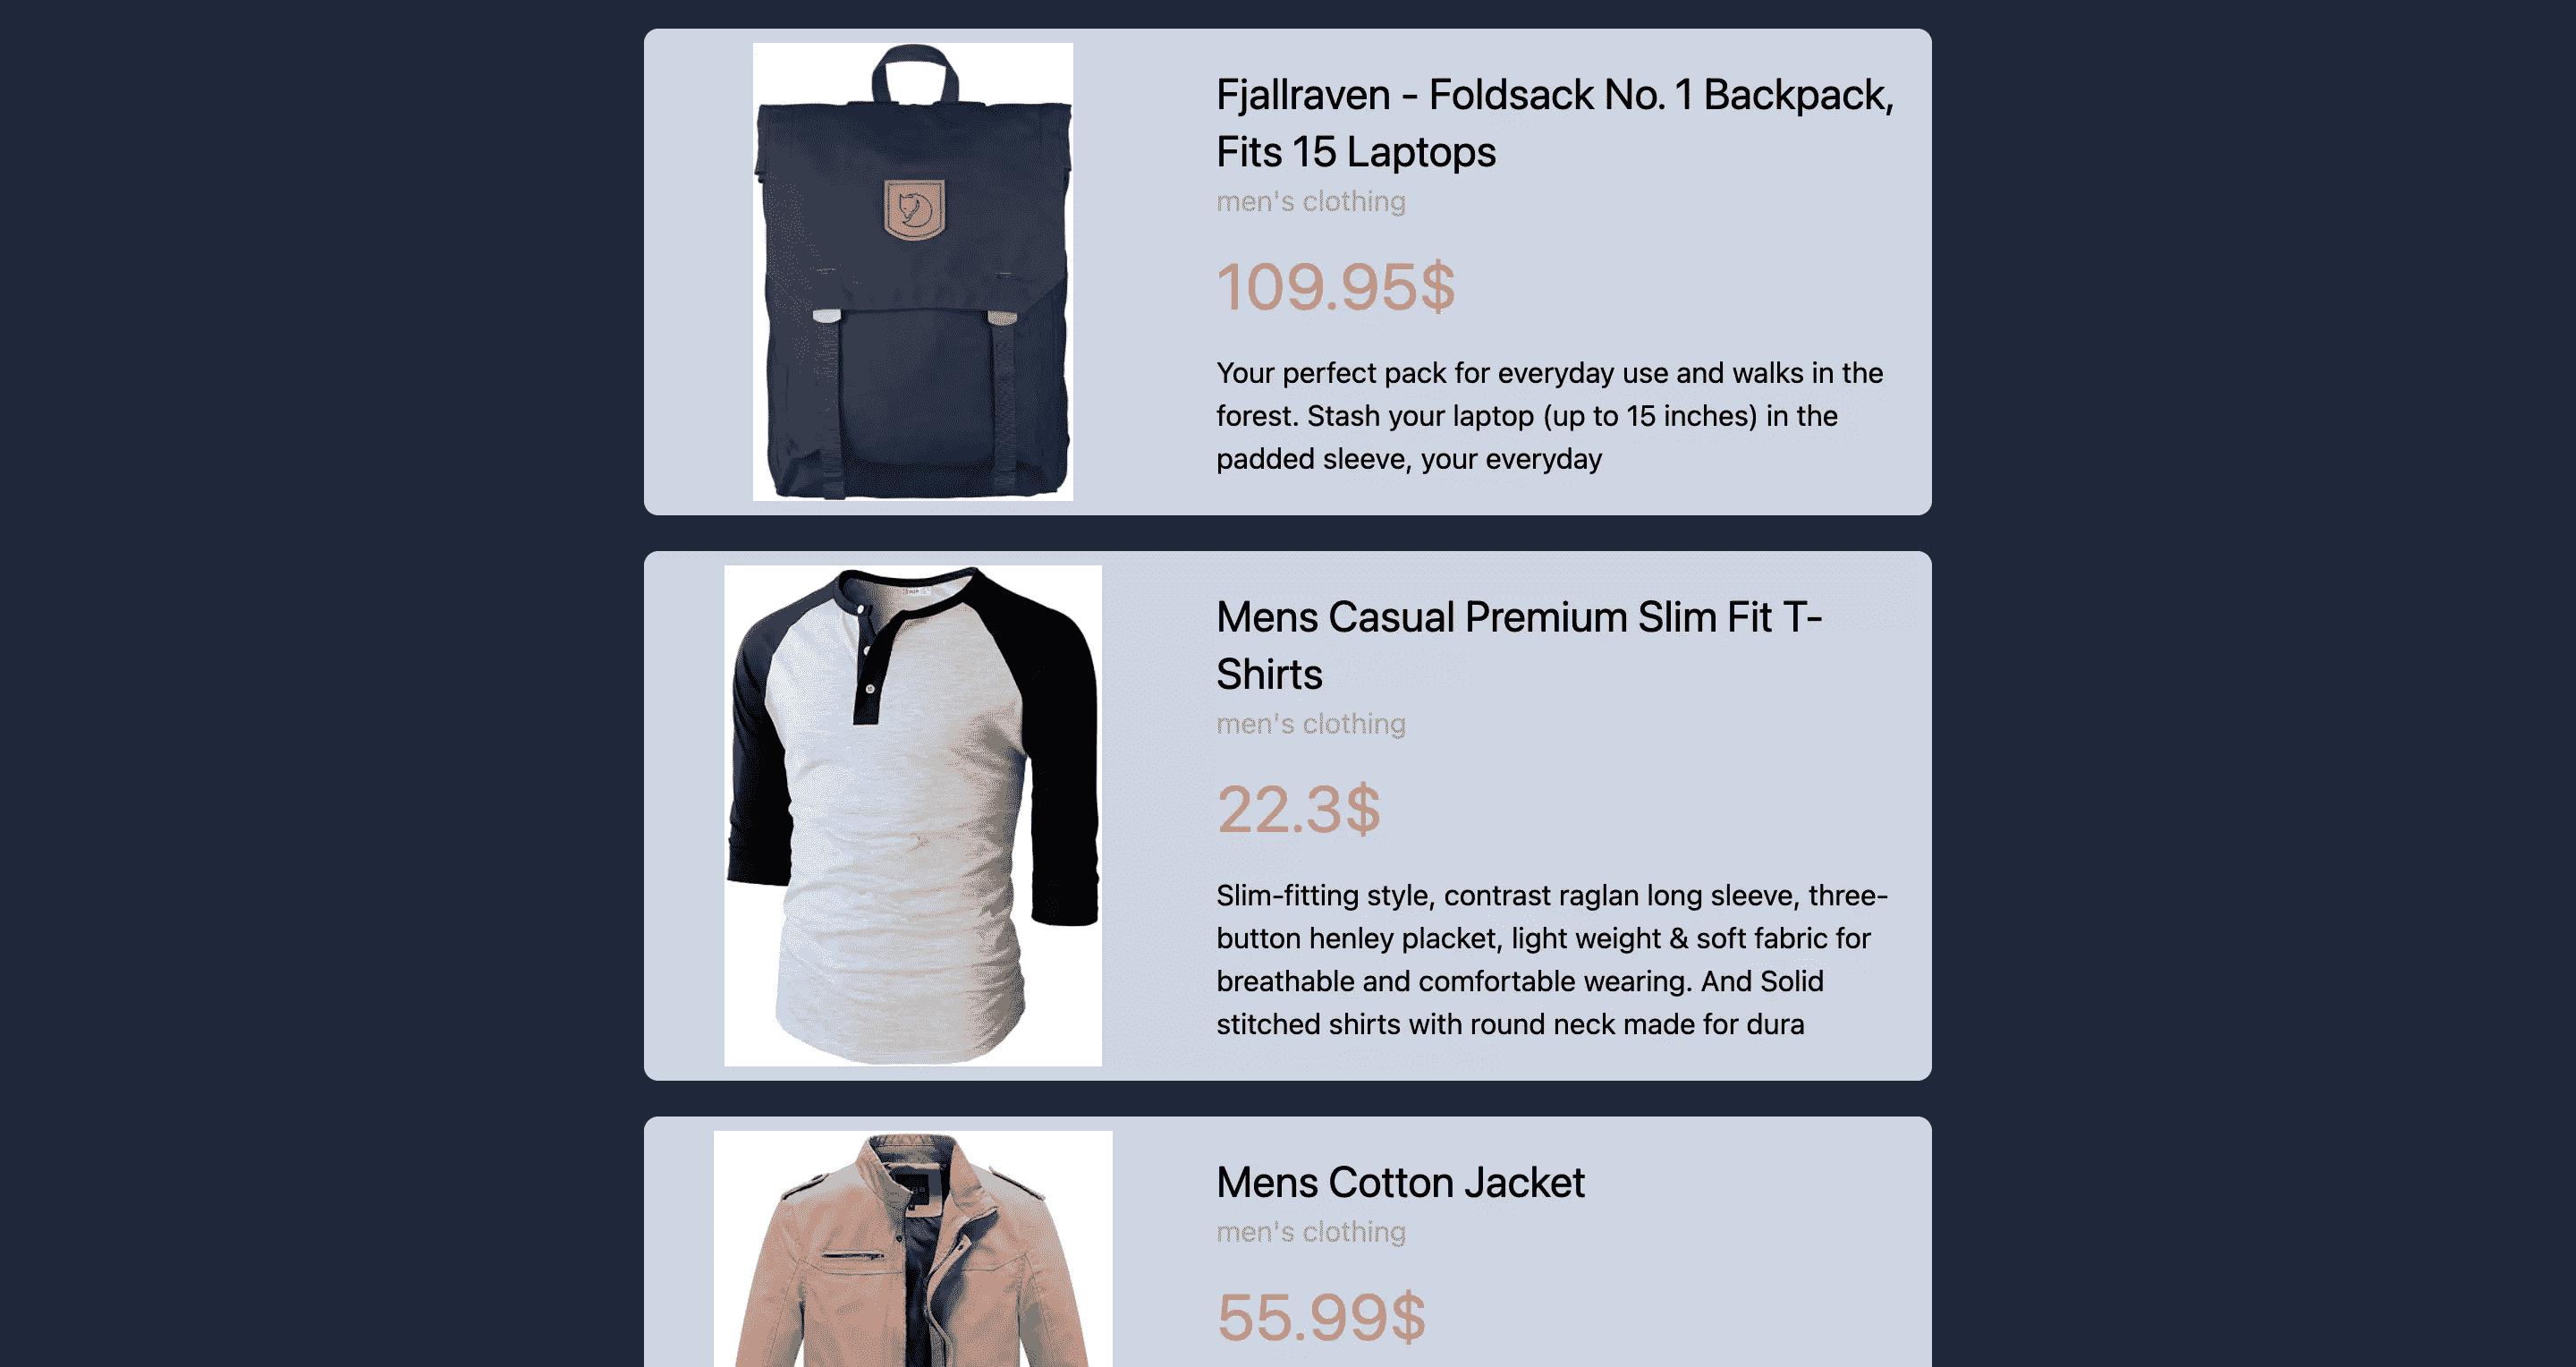 Fjallraven - Foldsack No. 1 Backpack,
Fits 15 Laptops
men's clothing
109.95$
Your perfect pack for everyday use and walks in the
forest. Stash your laptop (up to 15 inches) in the
padded sleeve, your everyday
Mens Casual Premium Slim Fit T-
Shirts
men's clothing
22.3$
Slim-fitting style, contrast raglan long sleeve, three-
button henley placket, light weight & soft fabric for
breathable and comfortable wearing. And Solid
stitched shirts with round neck made for dura
Mens Cotton Jacket
men's clothing
55.99$